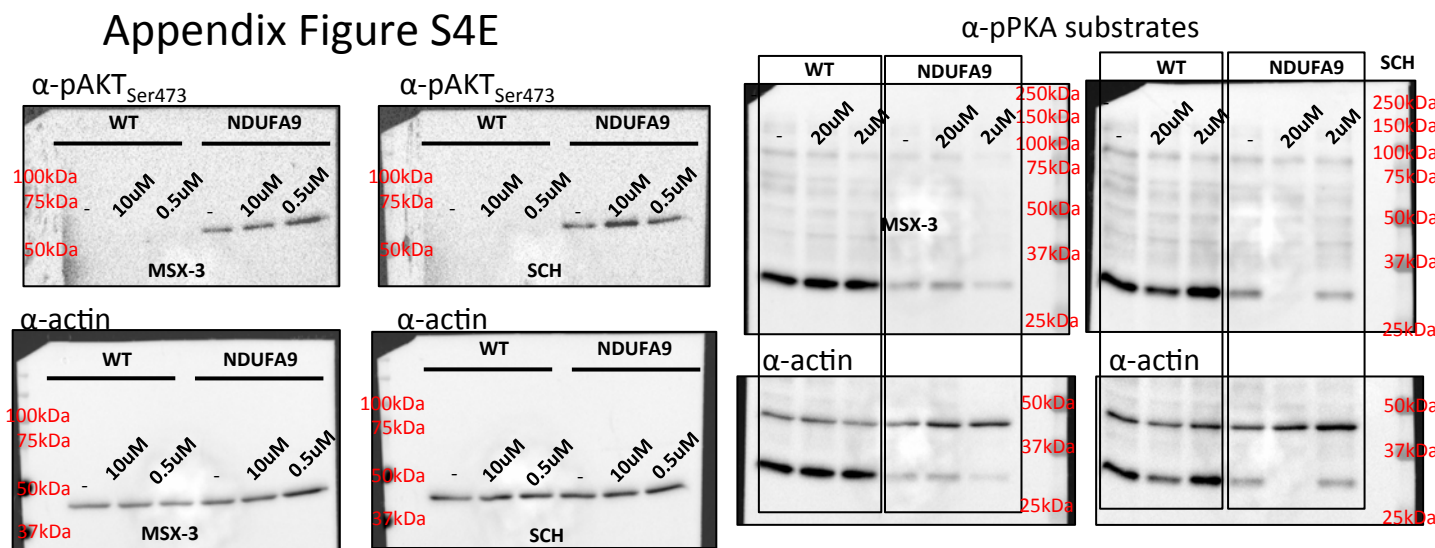 Appendix Figure S4E
α-pAKTSer473
WT
NDUFA9
100kDa
75kDa
50kDa
-
10uM
0.5uM
-
10uM
0.5uM
MSX-3
α-pAKTSer473
WT
NDUFA9
100kDa
75kDa
50kDa
-
10uM
0.5uM
-
10uM
0.5uM
SCH
α-actin
WT
NDUFA9
100kDa
75kDa
50kDa
37kDa
-
10uM
0.5uM
-
10uM
0.5uM
MSX-3
α-actin
WT
NDUFA9
100kDa
75kDa
50kDa
37kDa
-
10uM
0.5uM
-
10uM
0.5uM
SCH
α-pPKA substrates
WT
NDUFA9
-
20uM
2uM
-
20uM
2uM
250kDa
150kDa
100kDa
75kDa
50kDa
37kDa
25kDa
MSX-3
WT
NDUFA9
SCH
-
20uM
2uM
-
20uM
2uM
250kDa
150kDa
100kDa
75kDa
50kDa
37kDa
25kDa
α-actin
50kDa
37kDa
25kDa
α-actin
50kDa
37kDa
25kDa